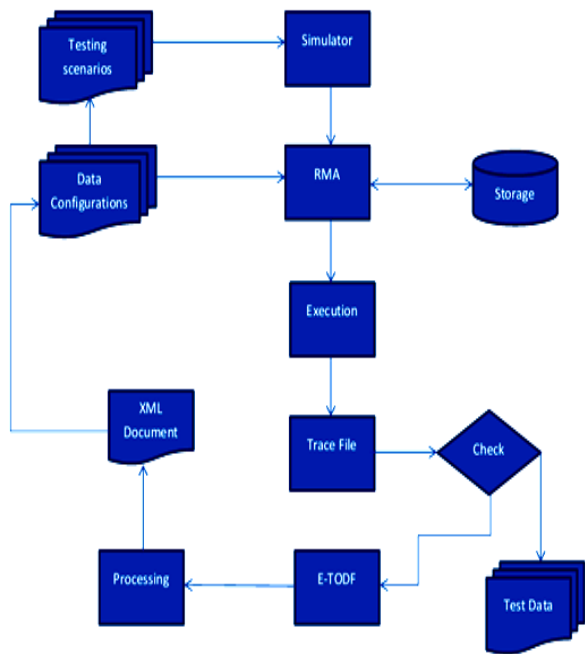 Testing
scenarios
Simulator
Data
Configurations
RMA
Storage
Execution
XML
Document
Trace File
Check
Processing
E-TODF
Test Data